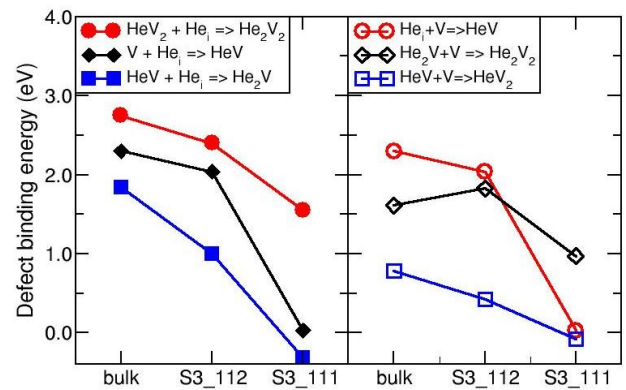 4.0
3.0
2.0
1.0
0.0
Defect binding energy (eV)
HeV₂ + Heᵢ => He₂V₂
V + Heᵢ => HeV
HeV + Heᵢ => He₂V
Heᵢ+V=>HeV
He₂V+V => He₂V₂
HeV+V=>HeV₂
bulk S3_112 S3_111
bulk S3_112 S3_111